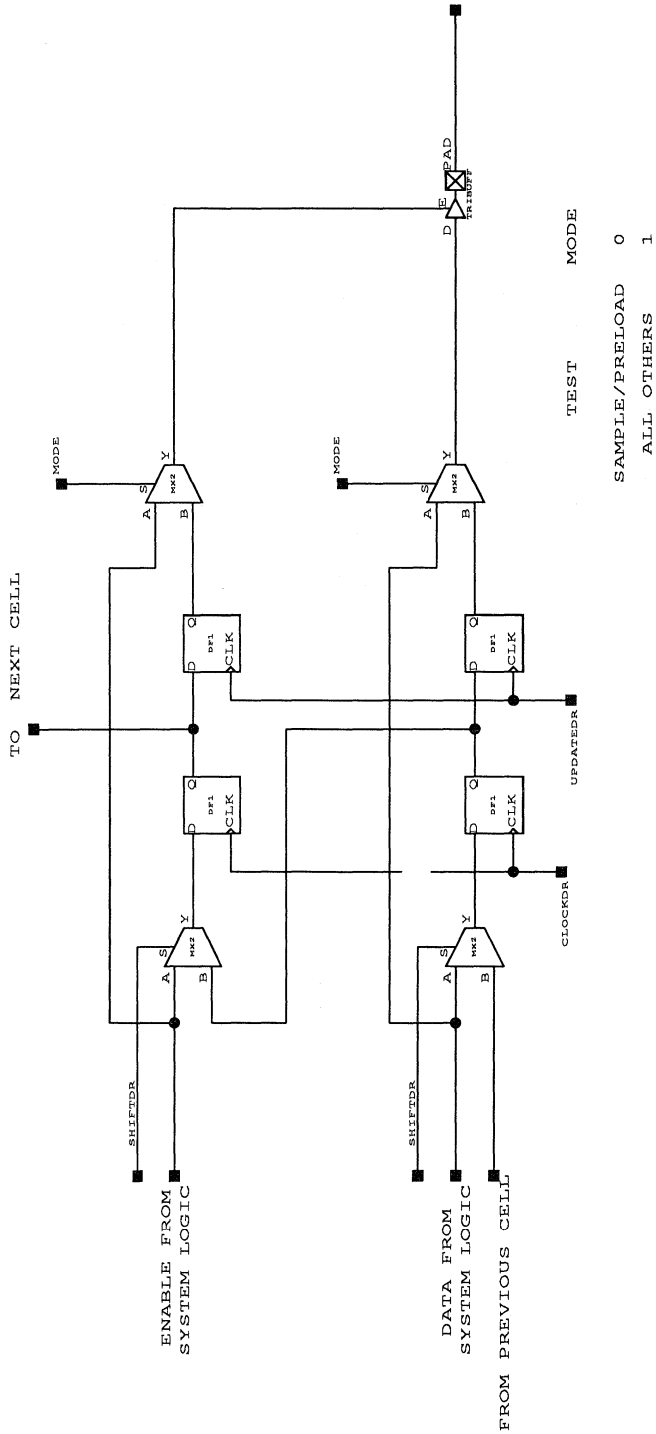 TO NEXT CELL
MODE
SHIFTDR
ENABLE FROM
SYSTEM LOGIC
A
S
B
Y
MX2
D
Q
DF1
CLK
D
Q
DF1
CLK
A
S
B
Y
MX2
MODE
SHIFTDR
DATA FROM
SYSTEM LOGIC
FROM PREVIOUS CELL
A
S
B
Y
MX2
D
Q
DF1
CLK
D
Q
DF1
CLK
A
S
B
Y
MX2
D
E
TRIBUFF
PAD
CLOCKDR
UPDATEDR
TEST MODE
SAMPLE/PRELOAD 0
ALL OTHERS 1